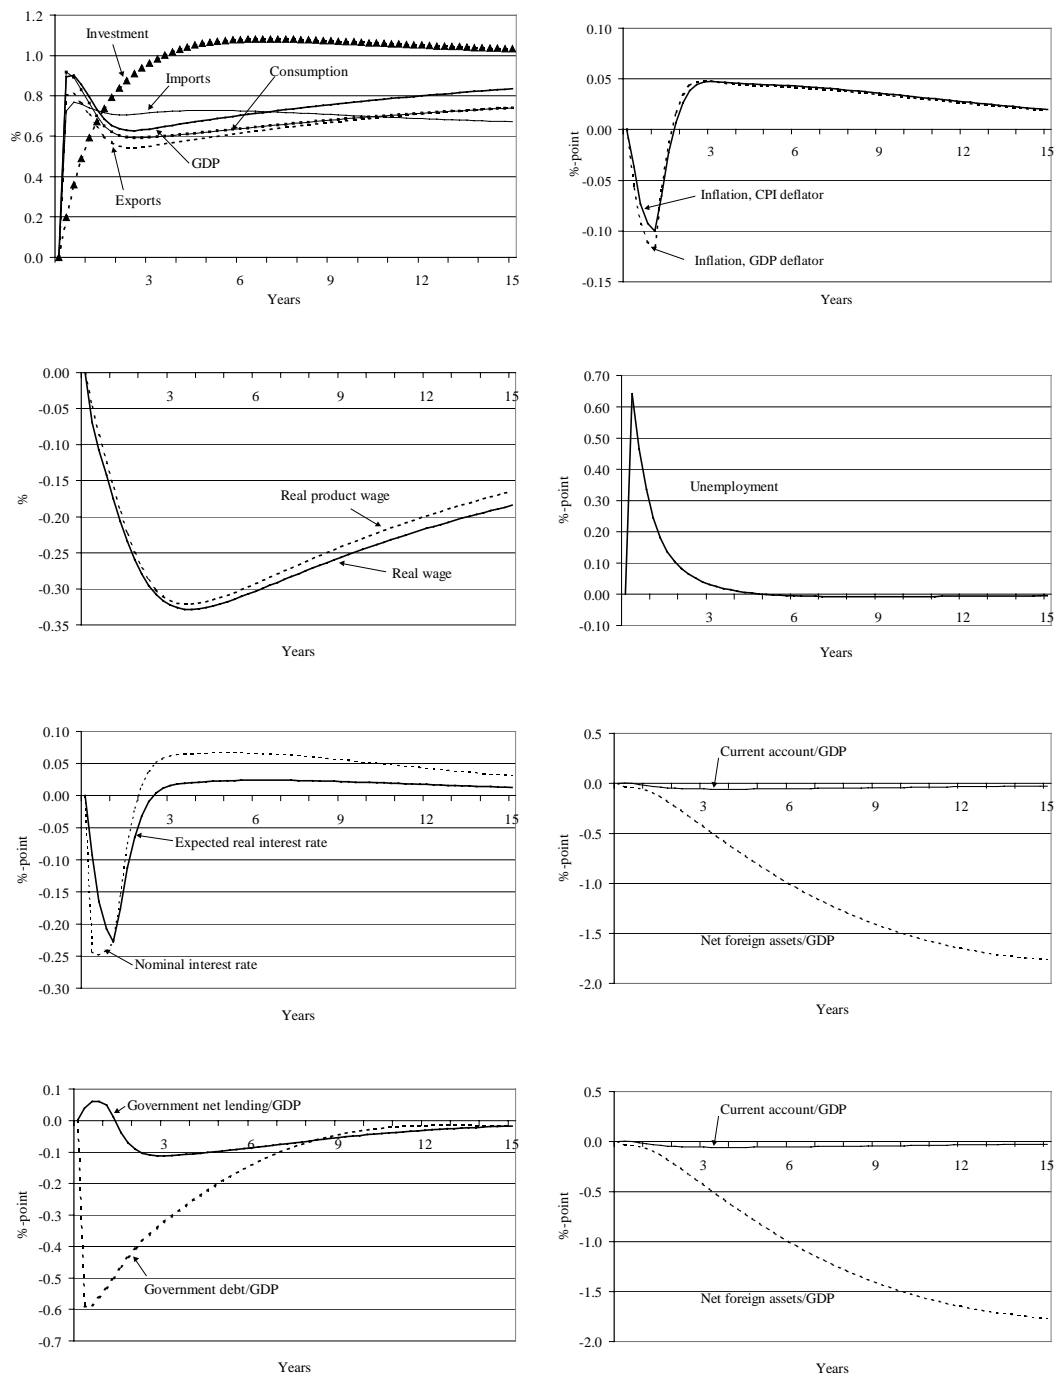 1.2
1.0
0.8
0.6
0.4
0.2
0.0
%
Investment
Imports
Consumption
GDP
Exports
3 6 9 12 15
Years
0.10
0.05
0.00
-0.05
-0.10
-0.15
%-point
3 6 9 12 15
Inflation, CPI deflator
Inflation, GDP deflator
Years
0.00
-0.05
-0.10
-0.15
-0.20
-0.25
-0.30
-0.35
%
3 6 9 12 15
Real product wage
Real wage
Years
0.70
0.60
0.50
0.40
0.30
0.20
0.10
0.00
-0.10
%-point
Unemployment
3 6 9 12 15
Years
0.10
0.05
0.00
-0.05
-0.10
-0.15
-0.20
-0.25
-0.30
%-point
3 6 9 12 15
Expected real interest rate
Nominal interest rate
Years
0.5
0.0
-0.5
-1.0
-1.5
-2.0
%-point
Current account/GDP
3 6 9 12 15
Net foreign assets/GDP
Years
0.1
0.0
-0.1
-0.2
-0.3
-0.4
-0.5
-0.6
-0.7
%-point
Government net lending/GDP
3 6 9 12 15
Government debt/GDP
Years
0.5
0.0
-0.5
-1.0
-1.5
-2.0
%-point
Current account/GDP
3 6 9 12 15
Net foreign assets/GDP
Years